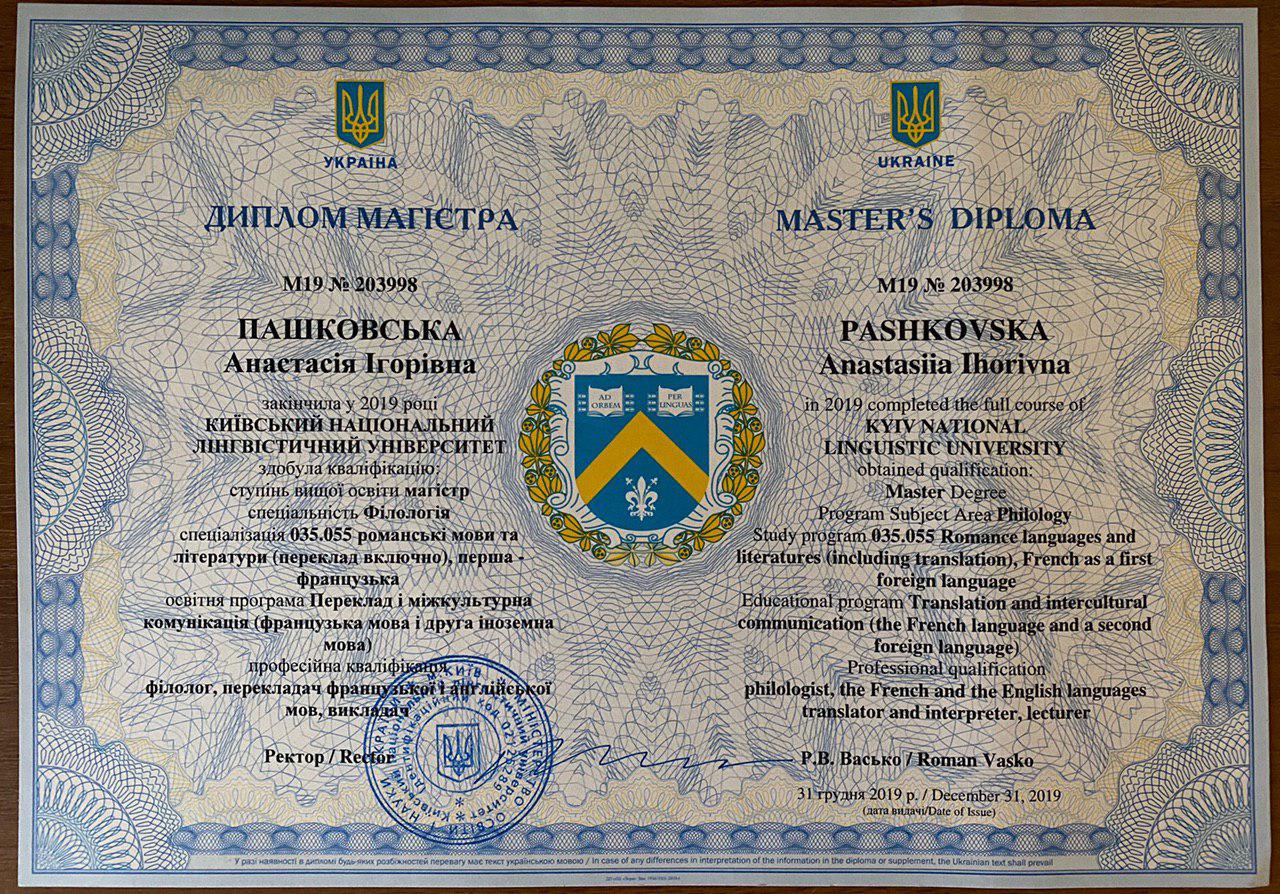 УКРАЇНА
ДИПЛОМ МАГІСТРА
М19 № 203998
ПАШКОВСЬКА
Анастасія Ігорівна
закінчила у 2019 році
КИЇВСЬКИЙ НАЦІОНАЛЬНИЙ
ЛІНГВІСТИЧНИЙ УНІВЕРСИТЕТ
здобула кваліфікацію:
ступінь вищої освіти магістр
спеціальність Філологія
спеціалізація 035.055 романські мови та
літератури (переклад включно), перша -
французька
освітня програма Переклад і міжкультурна
комунікація (французька мова і друга іноземна
мова)
професійна кваліфікація
філолог, перекладач французької і англійської
мов, викладач
Ректор / Rector
AD
ORBEM
PER
LINGUAS
UKRAINE
MASTER'S DIPLOMA
M19 № 203998
PASHKOVSKA
Anastasiia Ihorivna
in 2019 completed the full course of
KYIV NATIONAL
LINGUISTIC UNIVERSITY
obtained qualification:
Master Degree
Program Subject Area Philology
Study program 035.055 Romance languages and
literatures (including translation), French as a first
foreign language
Educational program Translation and intercultural
communication (the French language and a second
foreign language)
Professional qualification
philologist, the French and the English languages
translator and interpreter, lecturer
Р.В. Васько / Roman Vasko
31 грудня 2019 р. / December 31, 2019
(дата видачі/Date of Issue)
У разі наявності в дипломі будь-яких розбіжностей перевагу має текст українською мовою / In case of any differences in interpretation of the information in the diploma or supplement, the Ukrainian text shall prevail